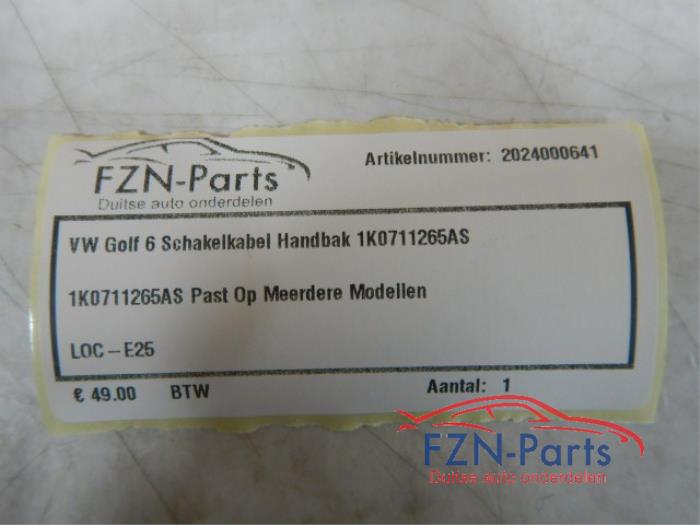 FZN-Parts
Duitse auto onderdelen
Artikelnummer: 2024000641
VW Golf 6 Schakelkabel Handbak 1K0711265AS
1K0711265AS Past Op Meerdere Modellen
LOC-E25
€ 49.00 BTW
Aantal: 1
FZN-Parts
Duitse auto onderdelen